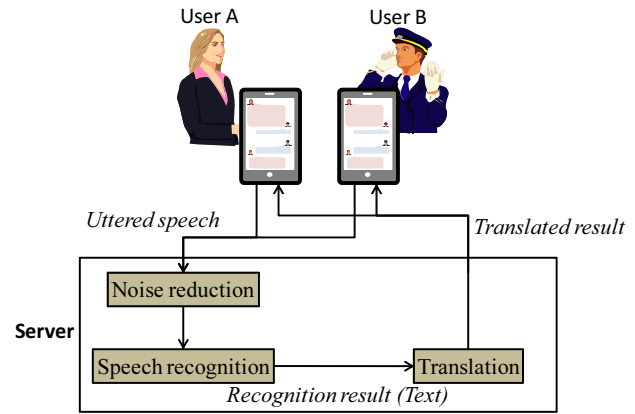 User A
User B
Uttered speech
Translated result
Noise reduction
Server
Speech recognition
Translation
Recognition result (Text)